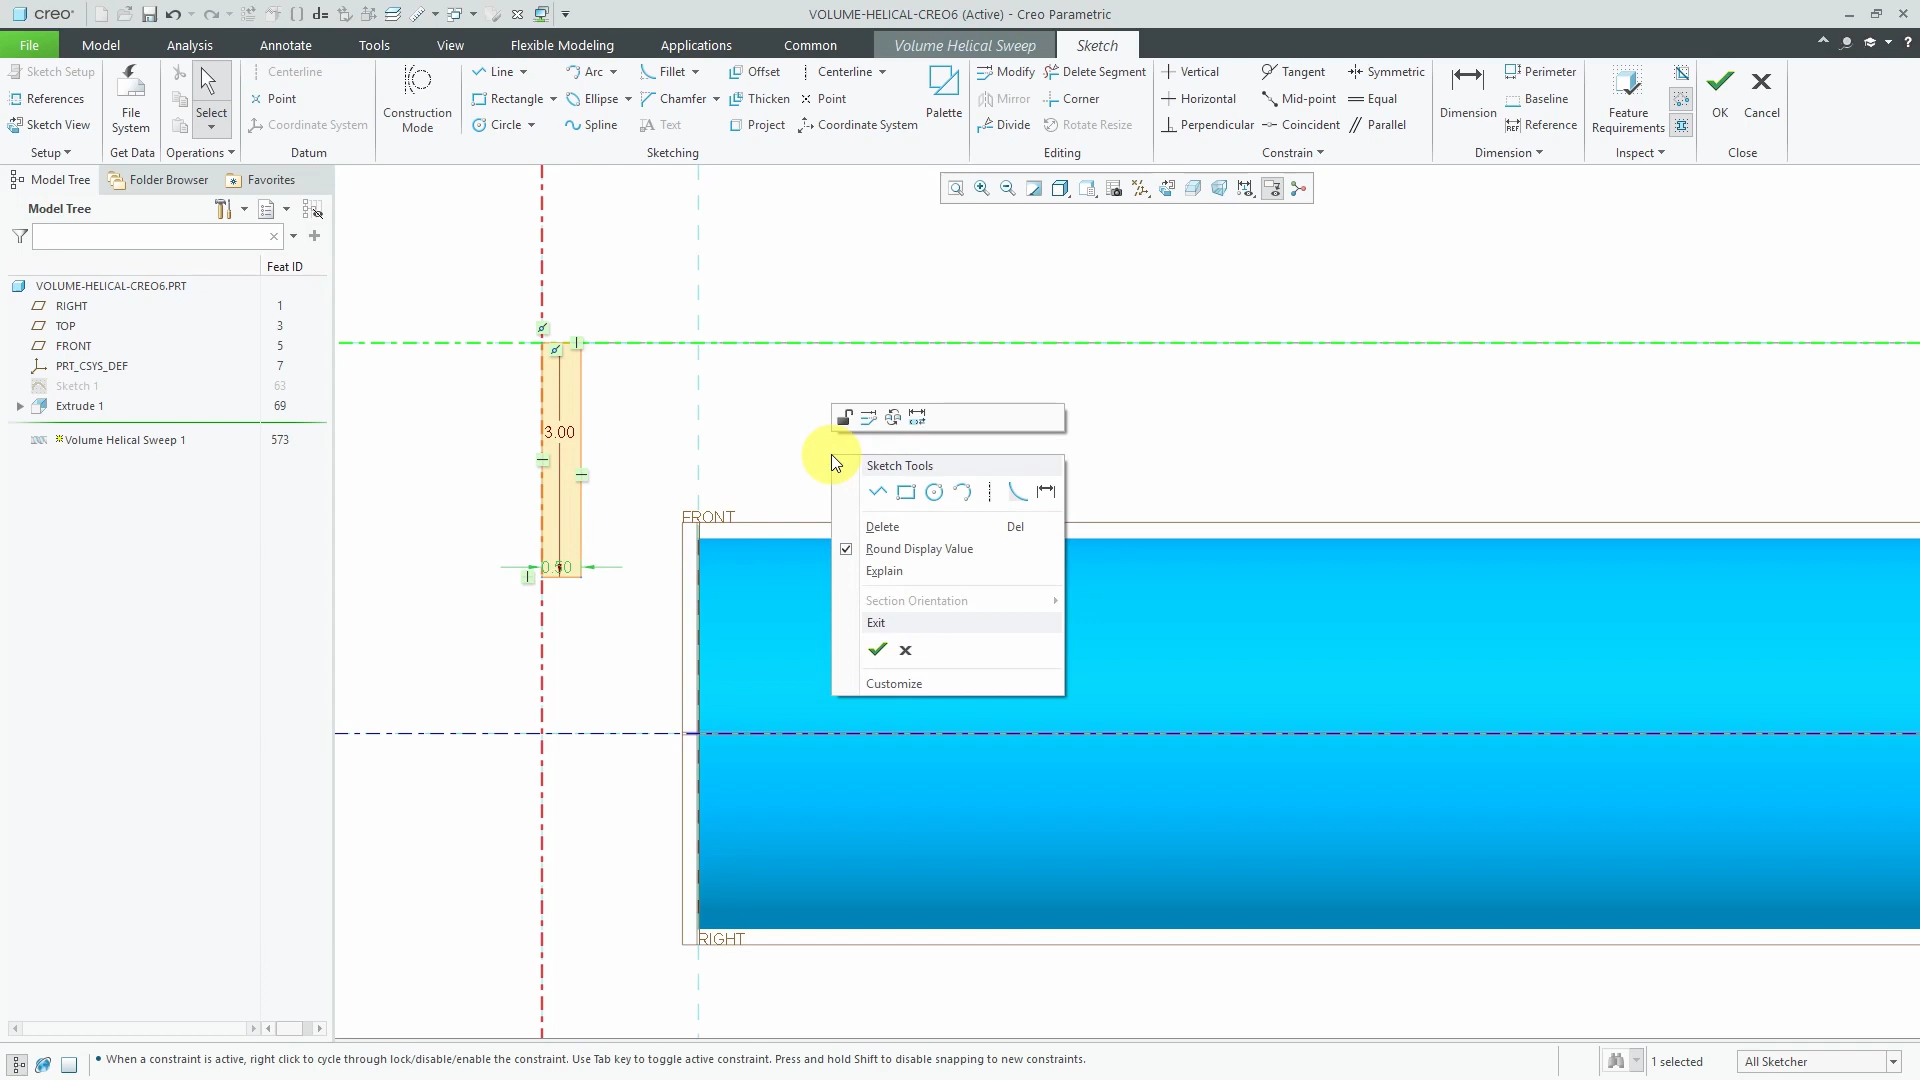 creo
d=
VOLUME-HELICAL-CREO6 (Active) - Creo Parametric
File Model Analysis Annotate Tools View Flexible Modeling Applications Common Volume Helical Sweep Sketch
?
Sketch Setup
References
Sketch View
Setup
File System
Get Data
Select
Operations
Centerline
Point
Coordinate System
Datum
Construction Mode
Line
Rectangle
Circle
Arc
Ellipse
Spline
Fillet
Chamfer
Text
Offset
Thicken
Project
Centerline
Point
Coordinate System
Palette
Sketching
Modify
Mirror
Divide
Delete Segment
Corner
Rotate Resize
Editing
Vertical
Horizontal
Perpendicular
Tangent
Mid-point
Coincident
Symmetric
Equal
Parallel
Constrain
Dimension
Perimeter
Baseline
REF Reference
Dimension
Feature Requirements
Inspect
OK
Cancel
Close
Model Tree Folder Browser Favorites
Model Tree
Feat ID
VOLUME-HELICAL-CREO6.PRT
RIGHT 1
TOP 3
FRONT 5
PRT_CSYS_DEF 7
Sketch 1 63
Extrude 1 69
Volume Helical Sweep 1 573
3.00
0.50
FRONT
RIGHT
Sketch Tools
Delete Del
Round Display Value
Explain
Section Orientation
Exit
Customize
• When a constraint is active, right click to cycle through lock/disable/enable the constraint. Use Tab key to toggle active constraint. Press and hold Shift to disable snapping to new constraints.
1 selected
All Sketcher